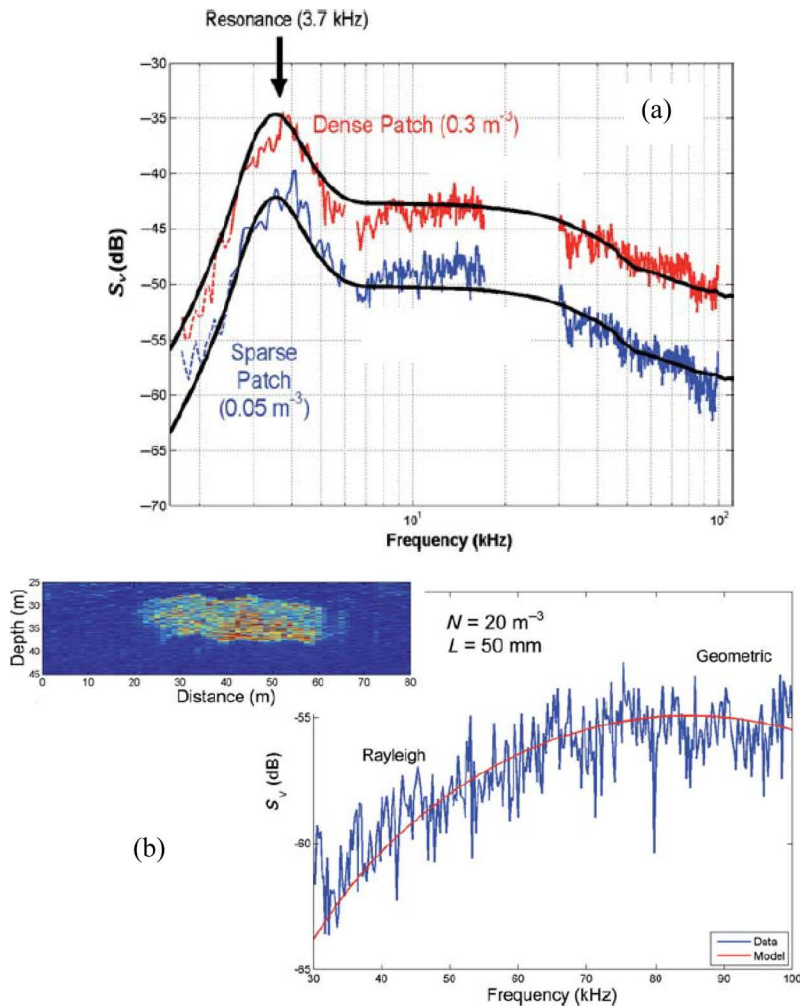 Resonance (3.7 kHz)
(a)
Dense Patch (0.3 m⁻³)
Sparse
Patch
(0.05 m⁻³)
Sᵥ(dB)
−30
−35
−40
−45
−50
−55
−60
−65
−70
10¹
10²
Frequency (kHz)
Depth (m)
25
30
35
40
45
0 10 20 30 40 50 60 70 80
Distance (m)
N = 20 m⁻³
L = 50 mm
Geometric
Rayleigh
(b)
Sᵥ (dB)
-55
-60
-65
30 40 50 60 70 80 90 100
Frequency (kHz)
Data
Model